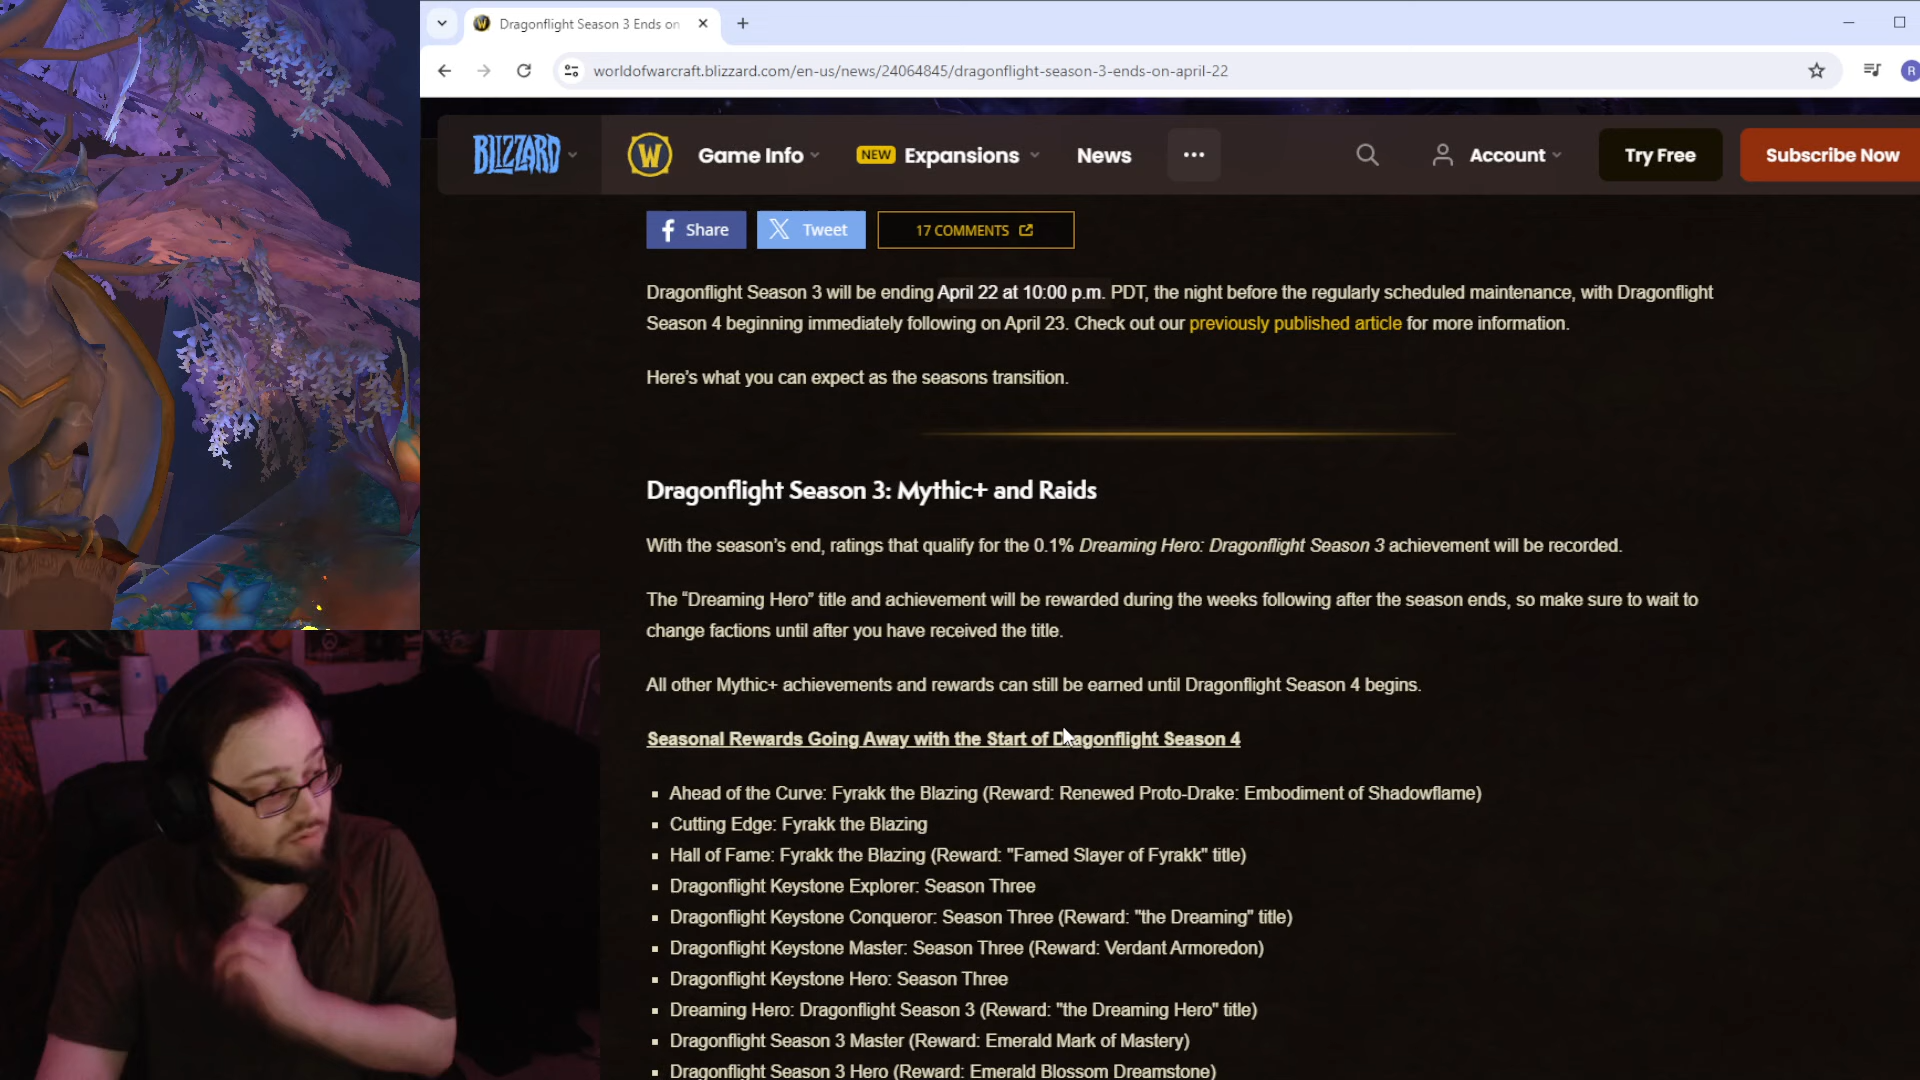 Dragonflight Season 3 Ends on
worldofwarcraft.blizzard.com/en-us/news/24064845/dragonflight-season-3-ends-on-april-22
R
BLIZZARD
W
Game Info
NEW
Expansions
News
Account
Try Free
Subscribe Now
Share
Tweet
17 COMMENTS
Dragonflight Season 3 will be ending April 22 at 10:00 p.m. PDT, the night before the regularly scheduled maintenance, with Dragonflight
Season 4 beginning immediately following on April 23. Check out our previously published article for more information.
Here's what you can expect as the seasons transition.
Dragonflight Season 3: Mythic+ and Raids
With the season's end, ratings that qualify for the 0.1% Dreaming Hero: Dragonflight Season 3 achievement will be recorded.
The “Dreaming Hero” title and achievement will be rewarded during the weeks following after the season ends, so make sure to wait to
change factions until after you have received the title.
All other Mythic+ achievements and rewards can still be earned until Dragonflight Season 4 begins.
Seasonal Rewards Going Away with the Start of Dragonflight Season 4
Ahead of the Curve: Fyrakk the Blazing (Reward: Renewed Proto-Drake: Embodiment of Shadowflame)
Cutting Edge: Fyrakk the Blazing
Hall of Fame: Fyrakk the Blazing (Reward: "Famed Slayer of Fyrakk" title)
Dragonflight Keystone Explorer: Season Three
Dragonflight Keystone Conqueror: Season Three (Reward: "the Dreaming" title)
Dragonflight Keystone Master: Season Three (Reward: Verdant Armoredon)
Dragonflight Keystone Hero: Season Three
Dreaming Hero: Dragonflight Season 3 (Reward: "the Dreaming Hero" title)
Dragonflight Season 3 Master (Reward: Emerald Mark of Mastery)
Dragonflight Season 3 Hero (Reward: Emerald Blossom Dreamstone)